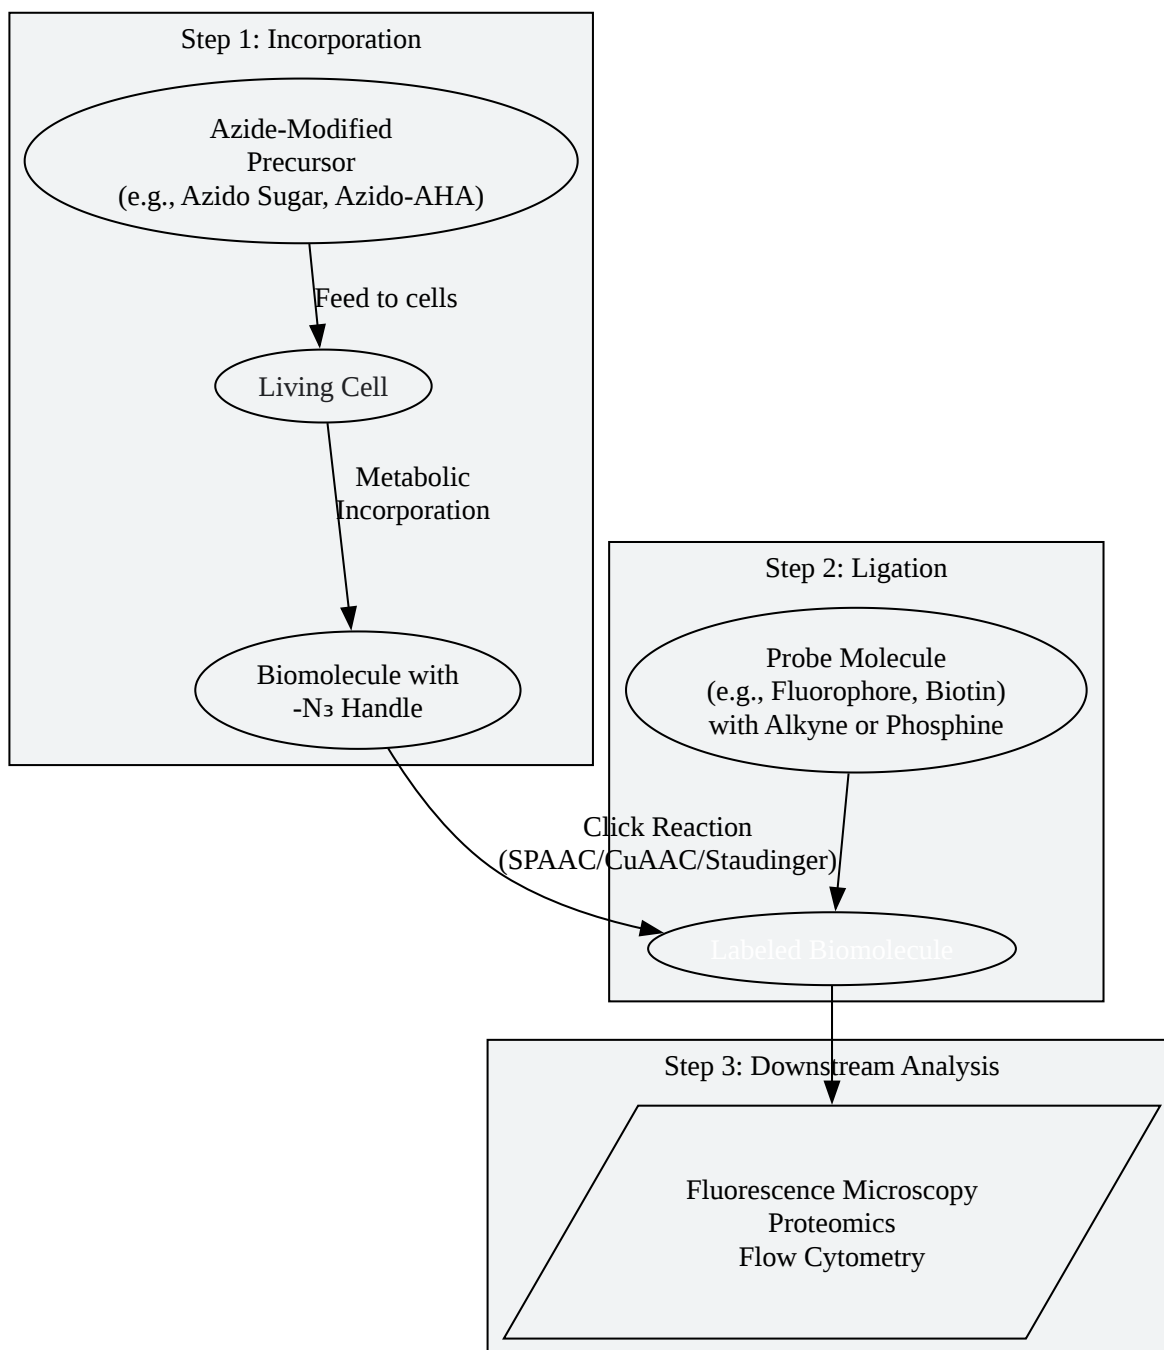 Step 1: Incorporation
Azide-Modified
Precursor
(e.g., Azido Sugar, Azido-AHA)
Feed to cells
Living Cell
Metabolic
Incorporation
Biomolecule with
-N₃ Handle
Step 2: Ligation
Probe Molecule
(e.g., Fluorophore, Biotin)
with Alkyne or Phosphine
Click Reaction
(SPAAC/CuAAC/Staudinger)
Labeled Biomolecule
Step 3: Downstream Analysis
Fluorescence Microscopy
Proteomics
Flow Cytometry